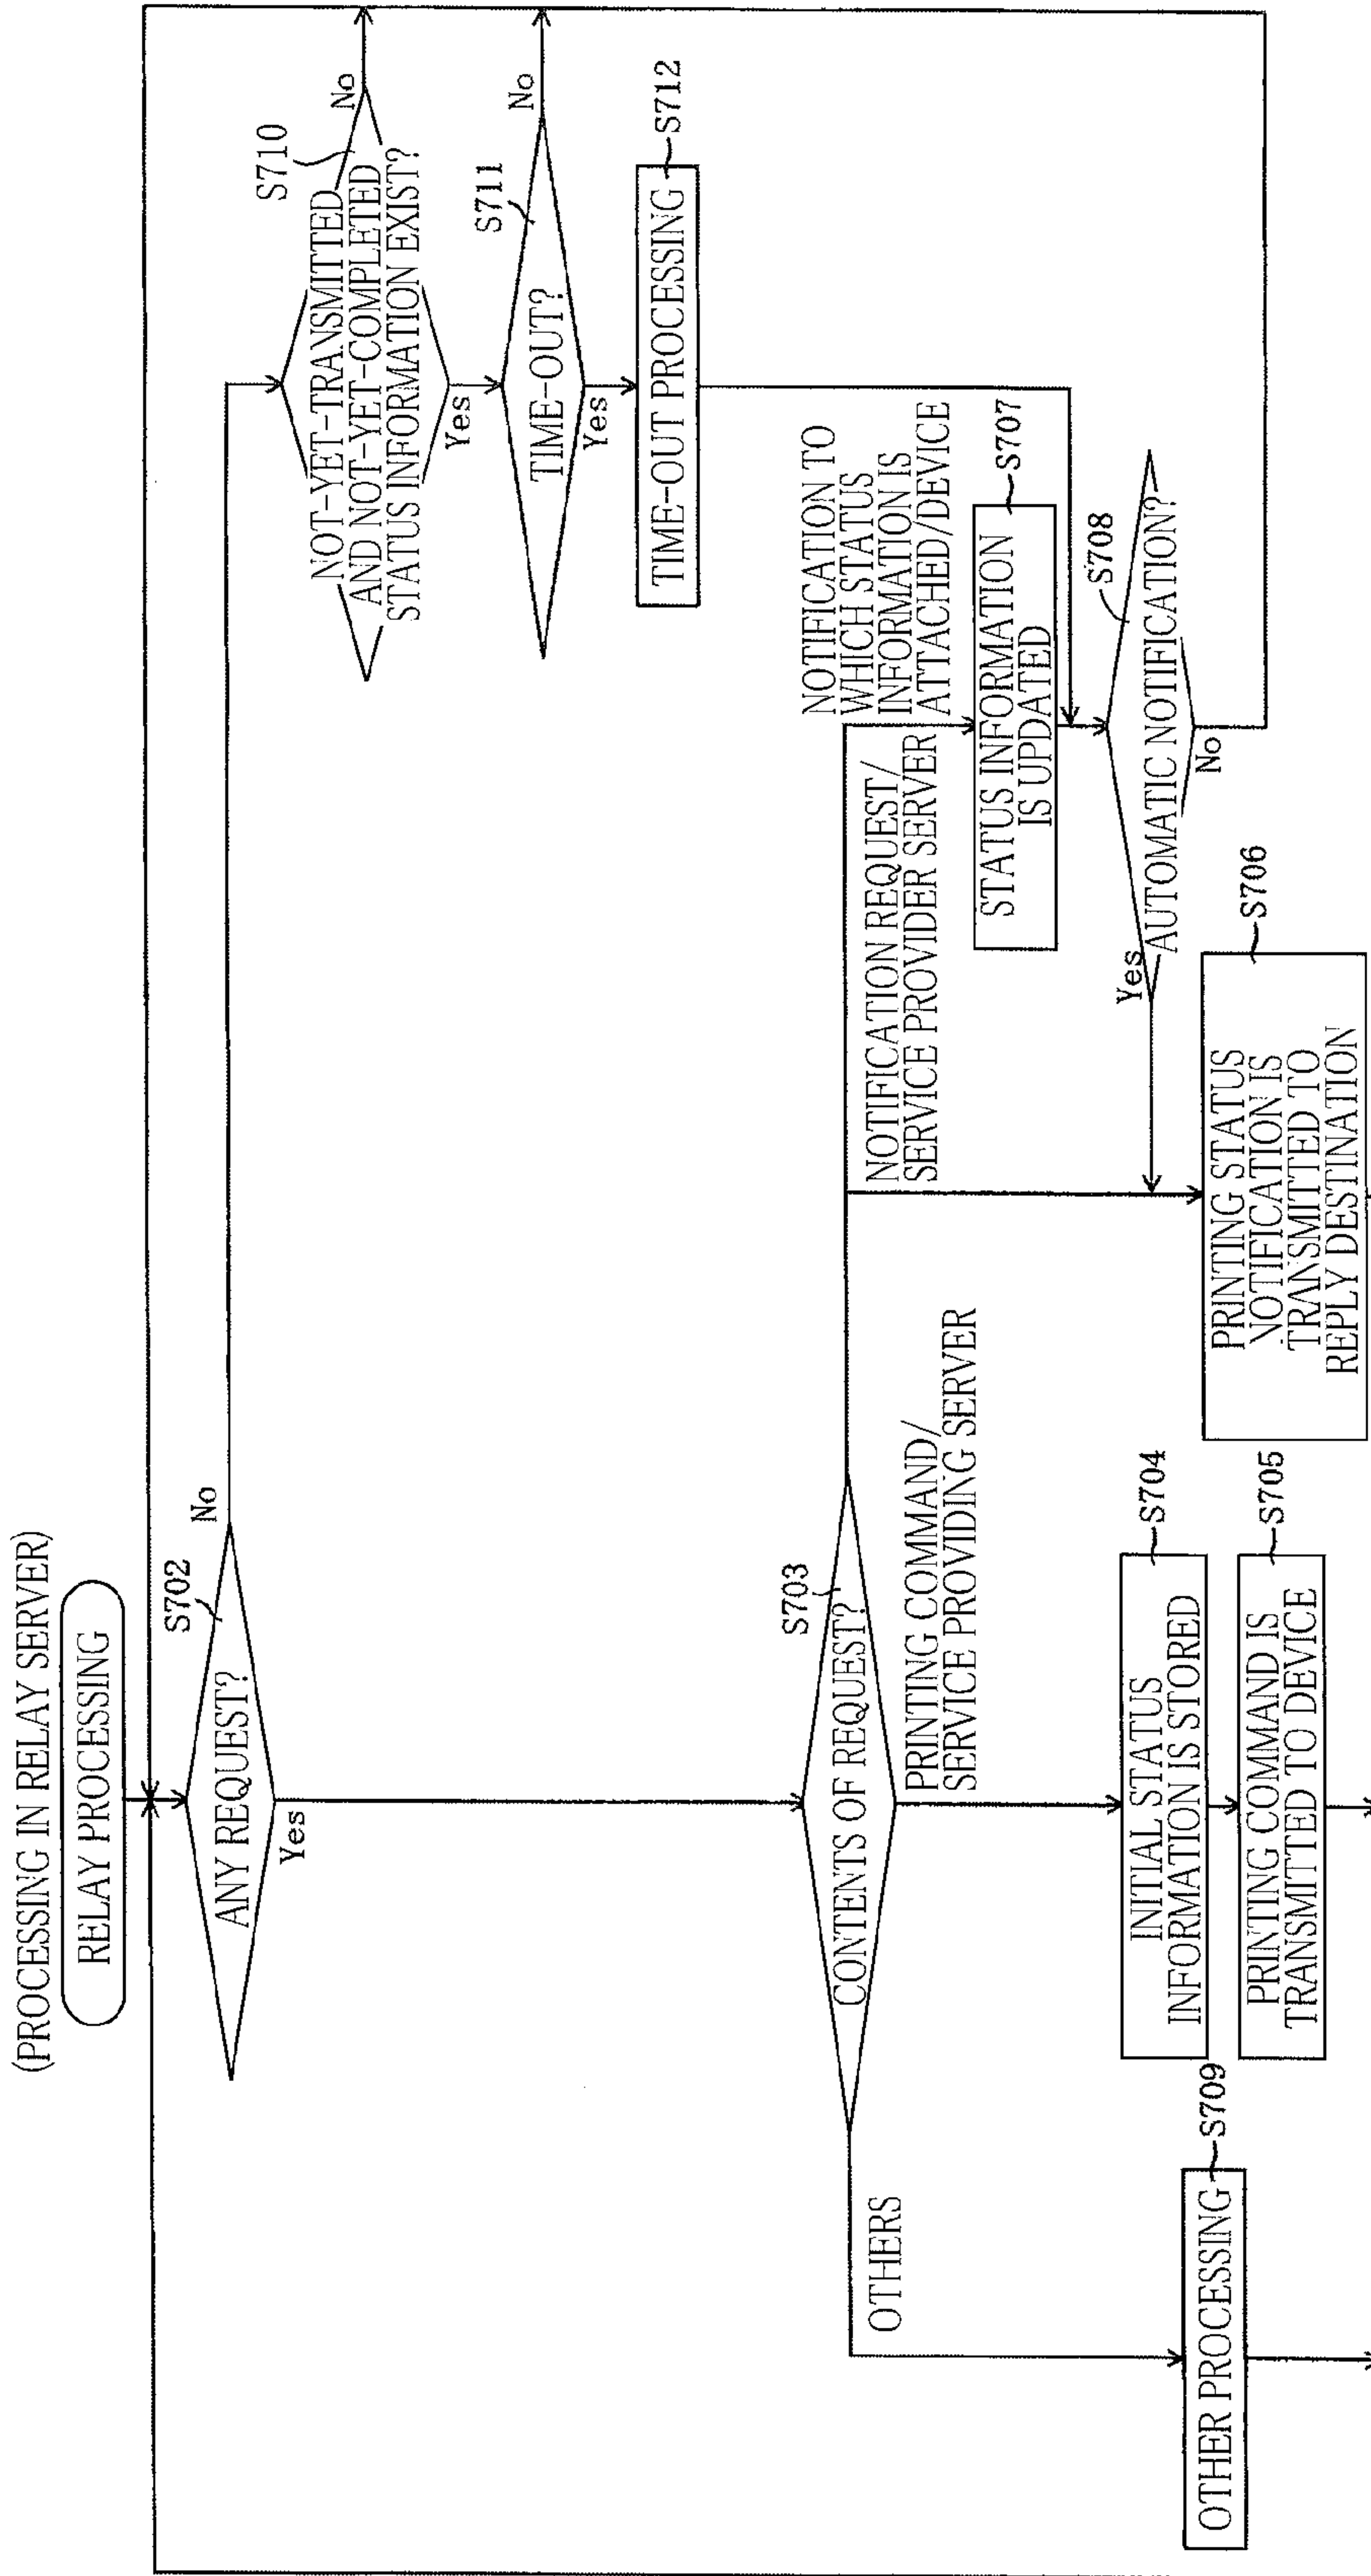 (PROCESSING IN RELAY SERVER)
RELAY PROCESSING
S702
ANY REQUEST?
No
Yes
S710
NOT-YET-TRANSMITTED
AND NOT-YET-COMPLETED
STATUS INFORMATION EXIST?
No
Yes
S711
TIME-OUT?
No
Yes
TIME-OUT PROCESSING
S712
S703
CONTENTS OF REQUEST?
OTHERS
PRINTING COMMAND/
SERVICE PROVIDING SERVER
NOTIFICATION REQUEST/
SERVICE PROVIDER SERVER
NOTIFICATION TO
WHICH STATUS
INFORMATION IS
ATTACHED/DEVICE
STATUS INFORMATION
IS UPDATED
S707
S708
AUTOMATIC NOTIFICATION?
Yes
No
OTHER PROCESSING
S709
INITIAL STATUS
INFORMATION IS STORED
S704
PRINTING COMMAND IS
TRANSMITTED TO DEVICE
S705
PRINTING STATUS
NOTIFICATION IS
TRANSMITTED TO
REPLY DESTINATION
S706